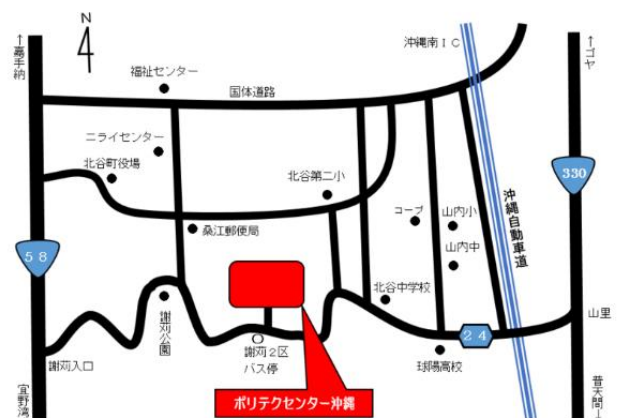 N
沖縄南IC
←嘉手納
←ゴヤ
福祉センター
国体道路
ニライセンター
北谷町役場
北谷第二小
330
コープ
山内小
沖縄自動車道
桑江郵便局
山内中
58
北谷中学校
謝苅公園
山里
24
謝苅2区
バス停
謝苅入口
球陽高校
宜野湾
普天間→
ポリテクセンター沖縄